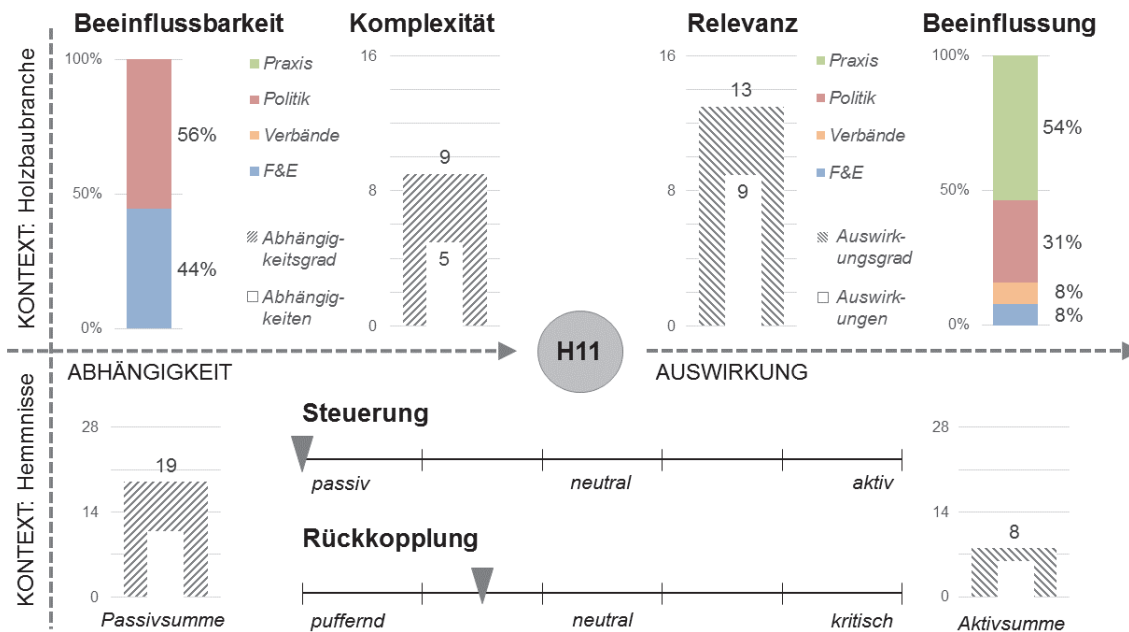 Beeinflussbarkeit
Komplexität
Relevanz
Beeinflussung
KONTEXT: Holzbaubranche
100%
50%
0%
56%
44%
Praxis
Politik
Verbände
F&E
16
8
0
9
5
Abhängig-
keitsgrad
Abhängig-
keiten
16
8
0
13
9
Praxis
Politik
Verbände
F&E
Auswirk-
ungsgrad
Auswirk-
ungen
100%
50%
0%
54%
31%
8%
8%
H11
ABHÄNGIGKEIT
AUSWIRKUNG
KONTEXT: Hemmnisse
28
14
0
19
Passivsumme
Steuerung
passiv
neutral
aktiv
Rückkopplung
puffernd
neutral
kritisch
28
14
0
8
Aktivsumme